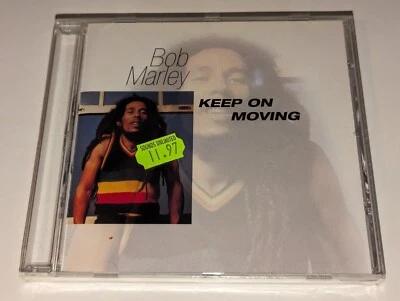 Bob
Marley
KEEP ON
MOVING
SOUNDS UNLIMITED
11.97